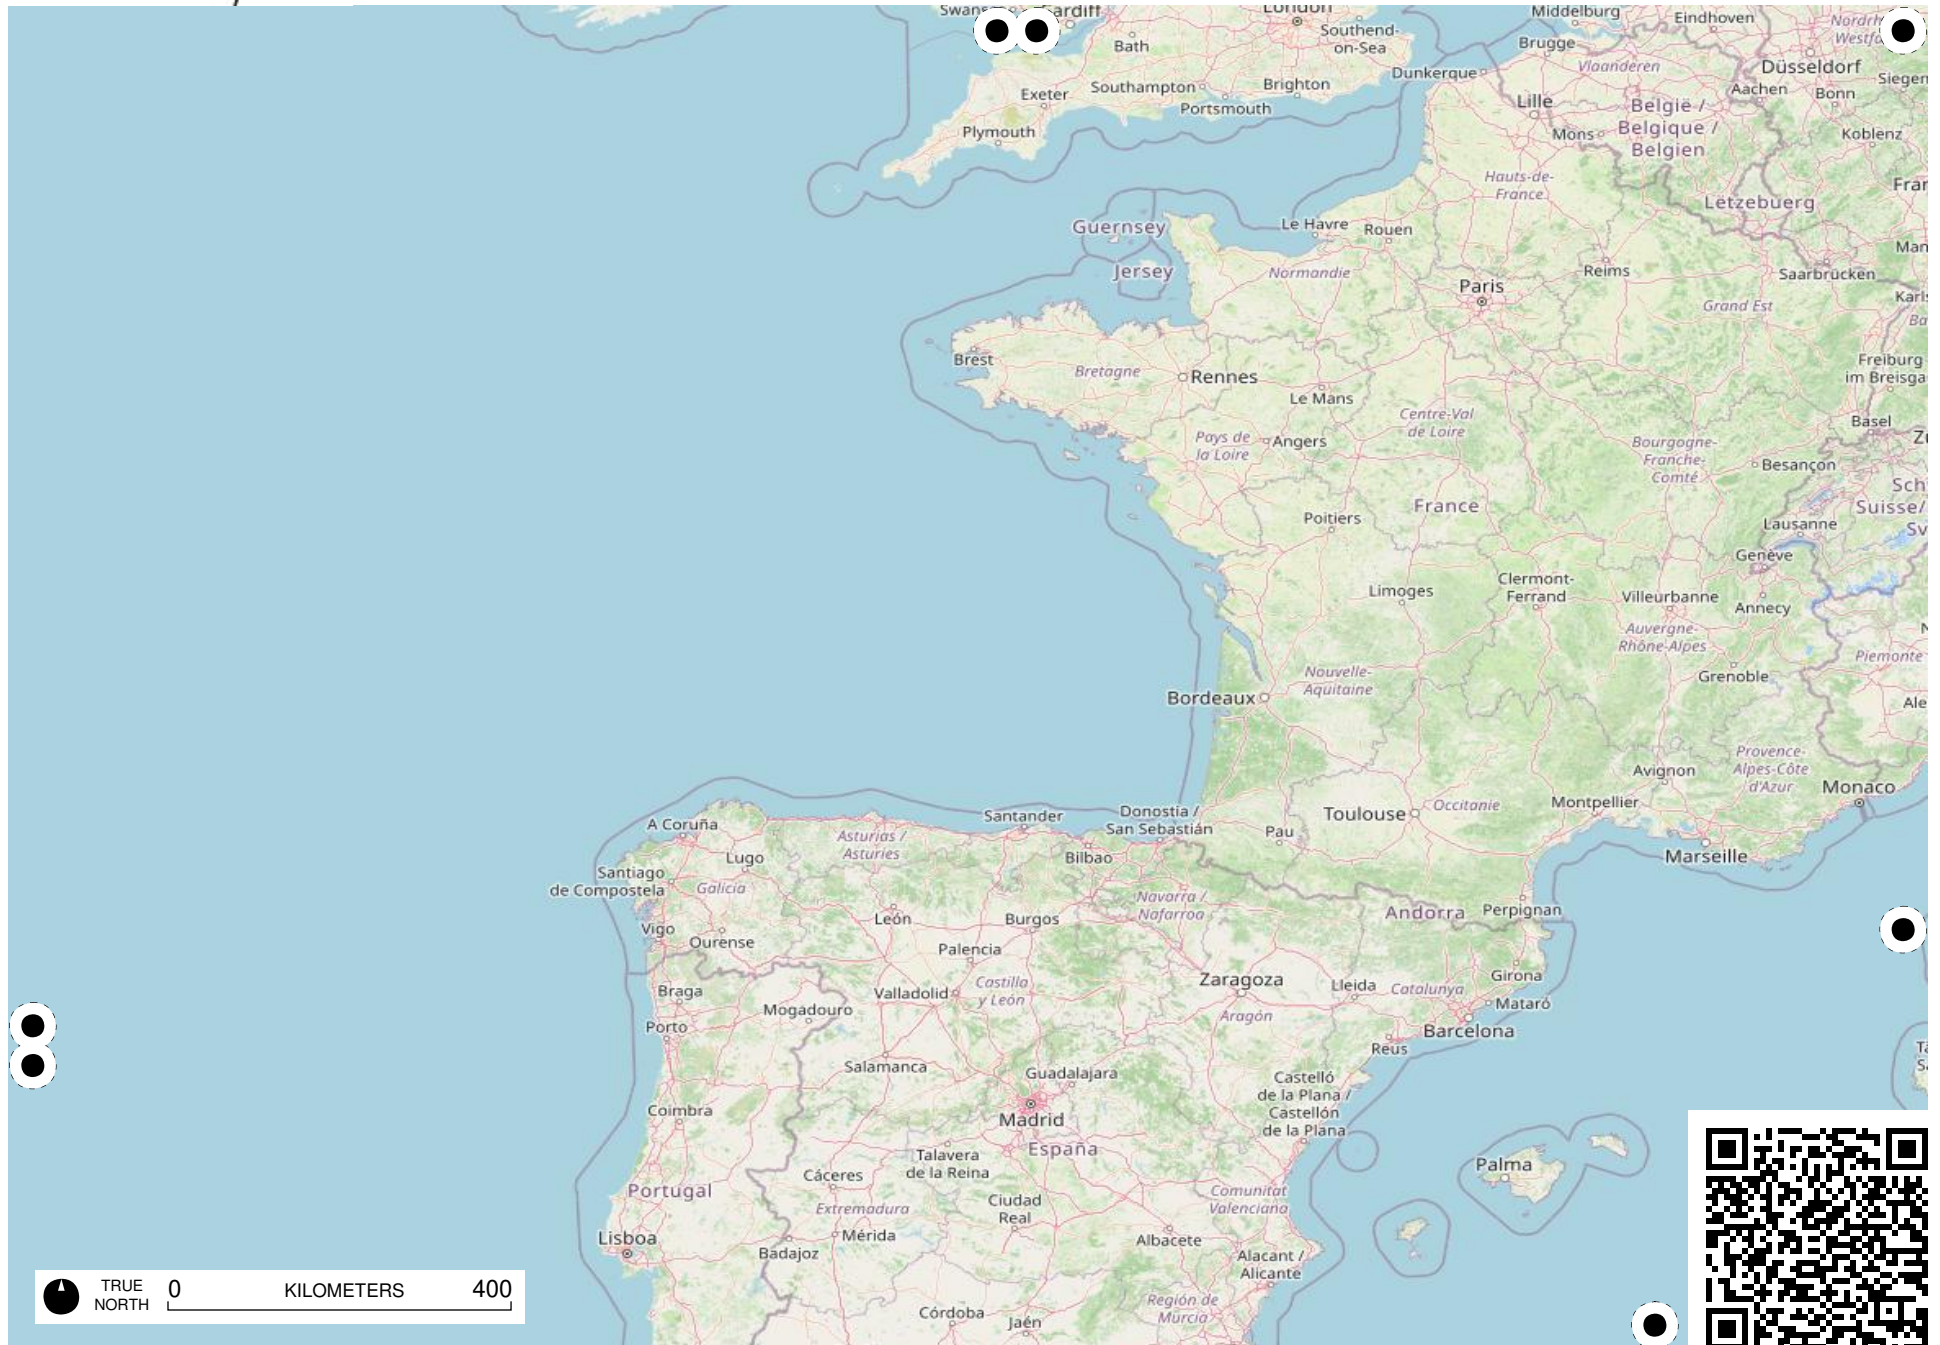 London
Middelburg
Eindhoven
Bath
Southend-
on-Sea
Brugge
Vlaanderen
Düsseldorf
Dunkerque
Exeter
Southampton
Brighton
Portsmouth
Aachen
Bonn
Siegen
Lille
België /
Belgique /
Belgien
Plymouth
Mons
Koblenz
Hauts-de-
France
Lëtzebuerg
Guernsey
Le Havre
Rouen
Jersey
Normandie
Reims
Saarbrücken
Paris
Grand Est
Brest
Bretagne
Rennes
Le Mans
Freiburg
im Breisga
Centre-Val
de Loire
Basel
Pays de
la Loire
Angers
Bourgogne-
Franche-
Comté
Besançon
Sch
Suisse/
Sv
France
Poitiers
Lausanne
Genève
Limoges
Clermont-
Ferrand
Villeurbanne
Annecy
Auvergne-
Rhône-Alpes
Piemonte
Nouvelle-
Aquitaine
Grenoble
Bordeaux
Ale
Provence-
Alpes-Côte
d'Azur
Avignon
Monaco
Montpellier
Toulouse
Occitanie
Santander
Donostia /
San Sebastián
Pau
A Coruña
Asturias /
Asturies
Marseille
Lugo
Bilbao
Santiago
de Compostela
Galicia
Navarra /
Nafarroa
Andorra
Perpignan
León
Burgos
Vigo
Ourense
Palencia
Zaragoza
Girona
Braga
Valladolid
Castilla
y León
Lleida
Catalunya
Mataró
Mogadouro
Aragón
Porto
Barcelona
Reus
Salamanca
Guadalajara
Castelló
de la Plana /
Castellón
de la Plana
Coimbra
Madrid
España
Talavera
de la Reina
Cáceres
Palma
Portugal
Extremadura
Ciudad
Real
Comunitat
Valenciana
Lisboa
Mérida
Badajoz
Albacete
Alacant /
Alicante
TRUE
NORTH
0 KILOMETERS 400
Córdoba
Jaén
Región de
Murcia